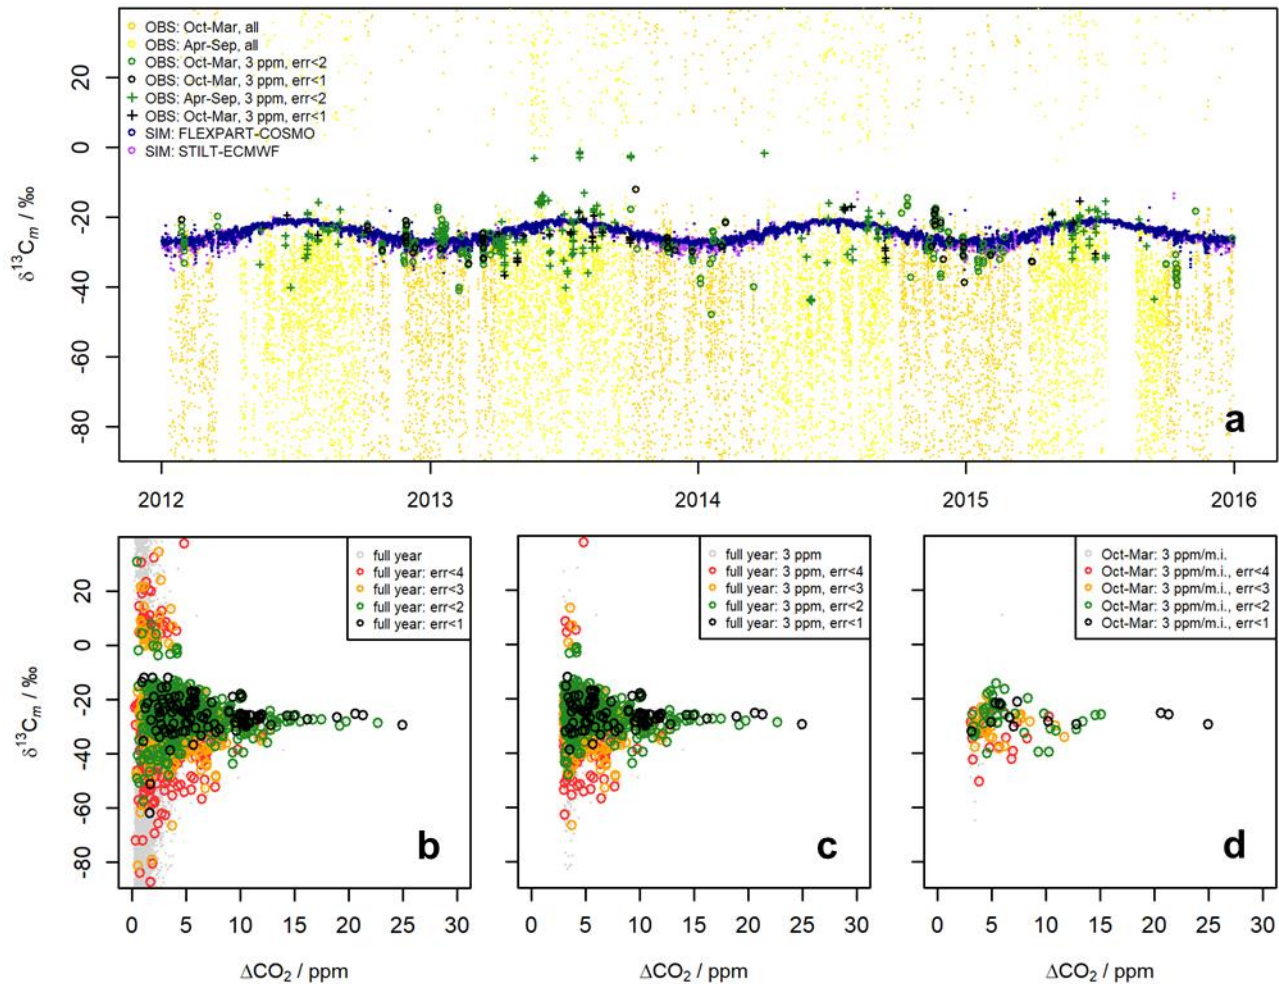 OBS: Oct-Mar, all
OBS: Apr-Sep, all
OBS: Oct-Mar, 3 ppm, err<2
OBS: Oct-Mar, 3 ppm, err<1
OBS: Apr-Sep, 3 ppm, err<2
OBS: Oct-Mar, 3 ppm, err<1
SIM: FLEXPART-COSMO
SIM: STILT-ECMWF
δ¹³Cₘ / ‰
20
0
-20
-40
-60
-80
a
2012
2013
2014
2015
2016
full year
full year: err<4
full year: err<3
full year: err<2
full year: err<1
δ¹³Cₘ / ‰
20
0
-20
-40
-60
-80
b
0 5 10 15 20 25 30
ΔCO₂ / ppm
full year: 3 ppm
full year: 3 ppm, err<4
full year: 3 ppm, err<3
full year: 3 ppm, err<2
full year: 3 ppm, err<1
c
0 5 10 15 20 25 30
ΔCO₂ / ppm
Oct-Mar: 3 ppm/m.i.
Oct-Mar: 3 ppm/m.i., err<4
Oct-Mar: 3 ppm/m.i., err<3
Oct-Mar: 3 ppm/m.i., err<2
Oct-Mar: 3 ppm/m.i., err<1
d
0 5 10 15 20 25 30
ΔCO₂ / ppm